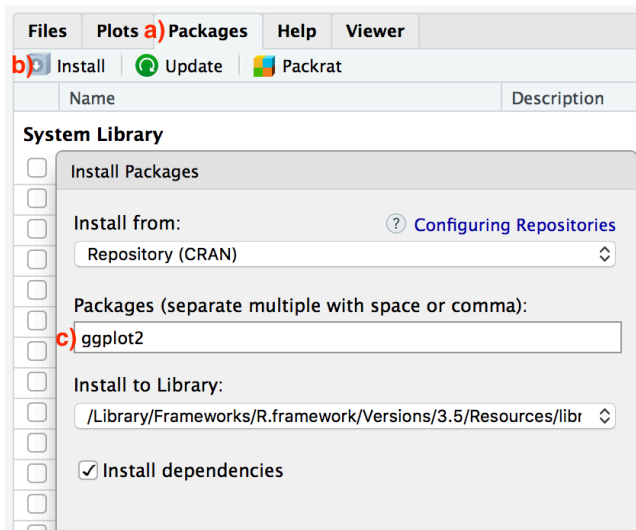 Files Plots a) Packages Help Viewer
b) Install Update Packrat
Name Description
System Library
Install Packages
Install from: ? Configuring Repositories
Repository (CRAN)
Packages (separate multiple with space or comma):
c) ggplot2
Install to Library:
/Library/Frameworks/R.framework/Versions/3.5/Resources/libr
Install dependencies